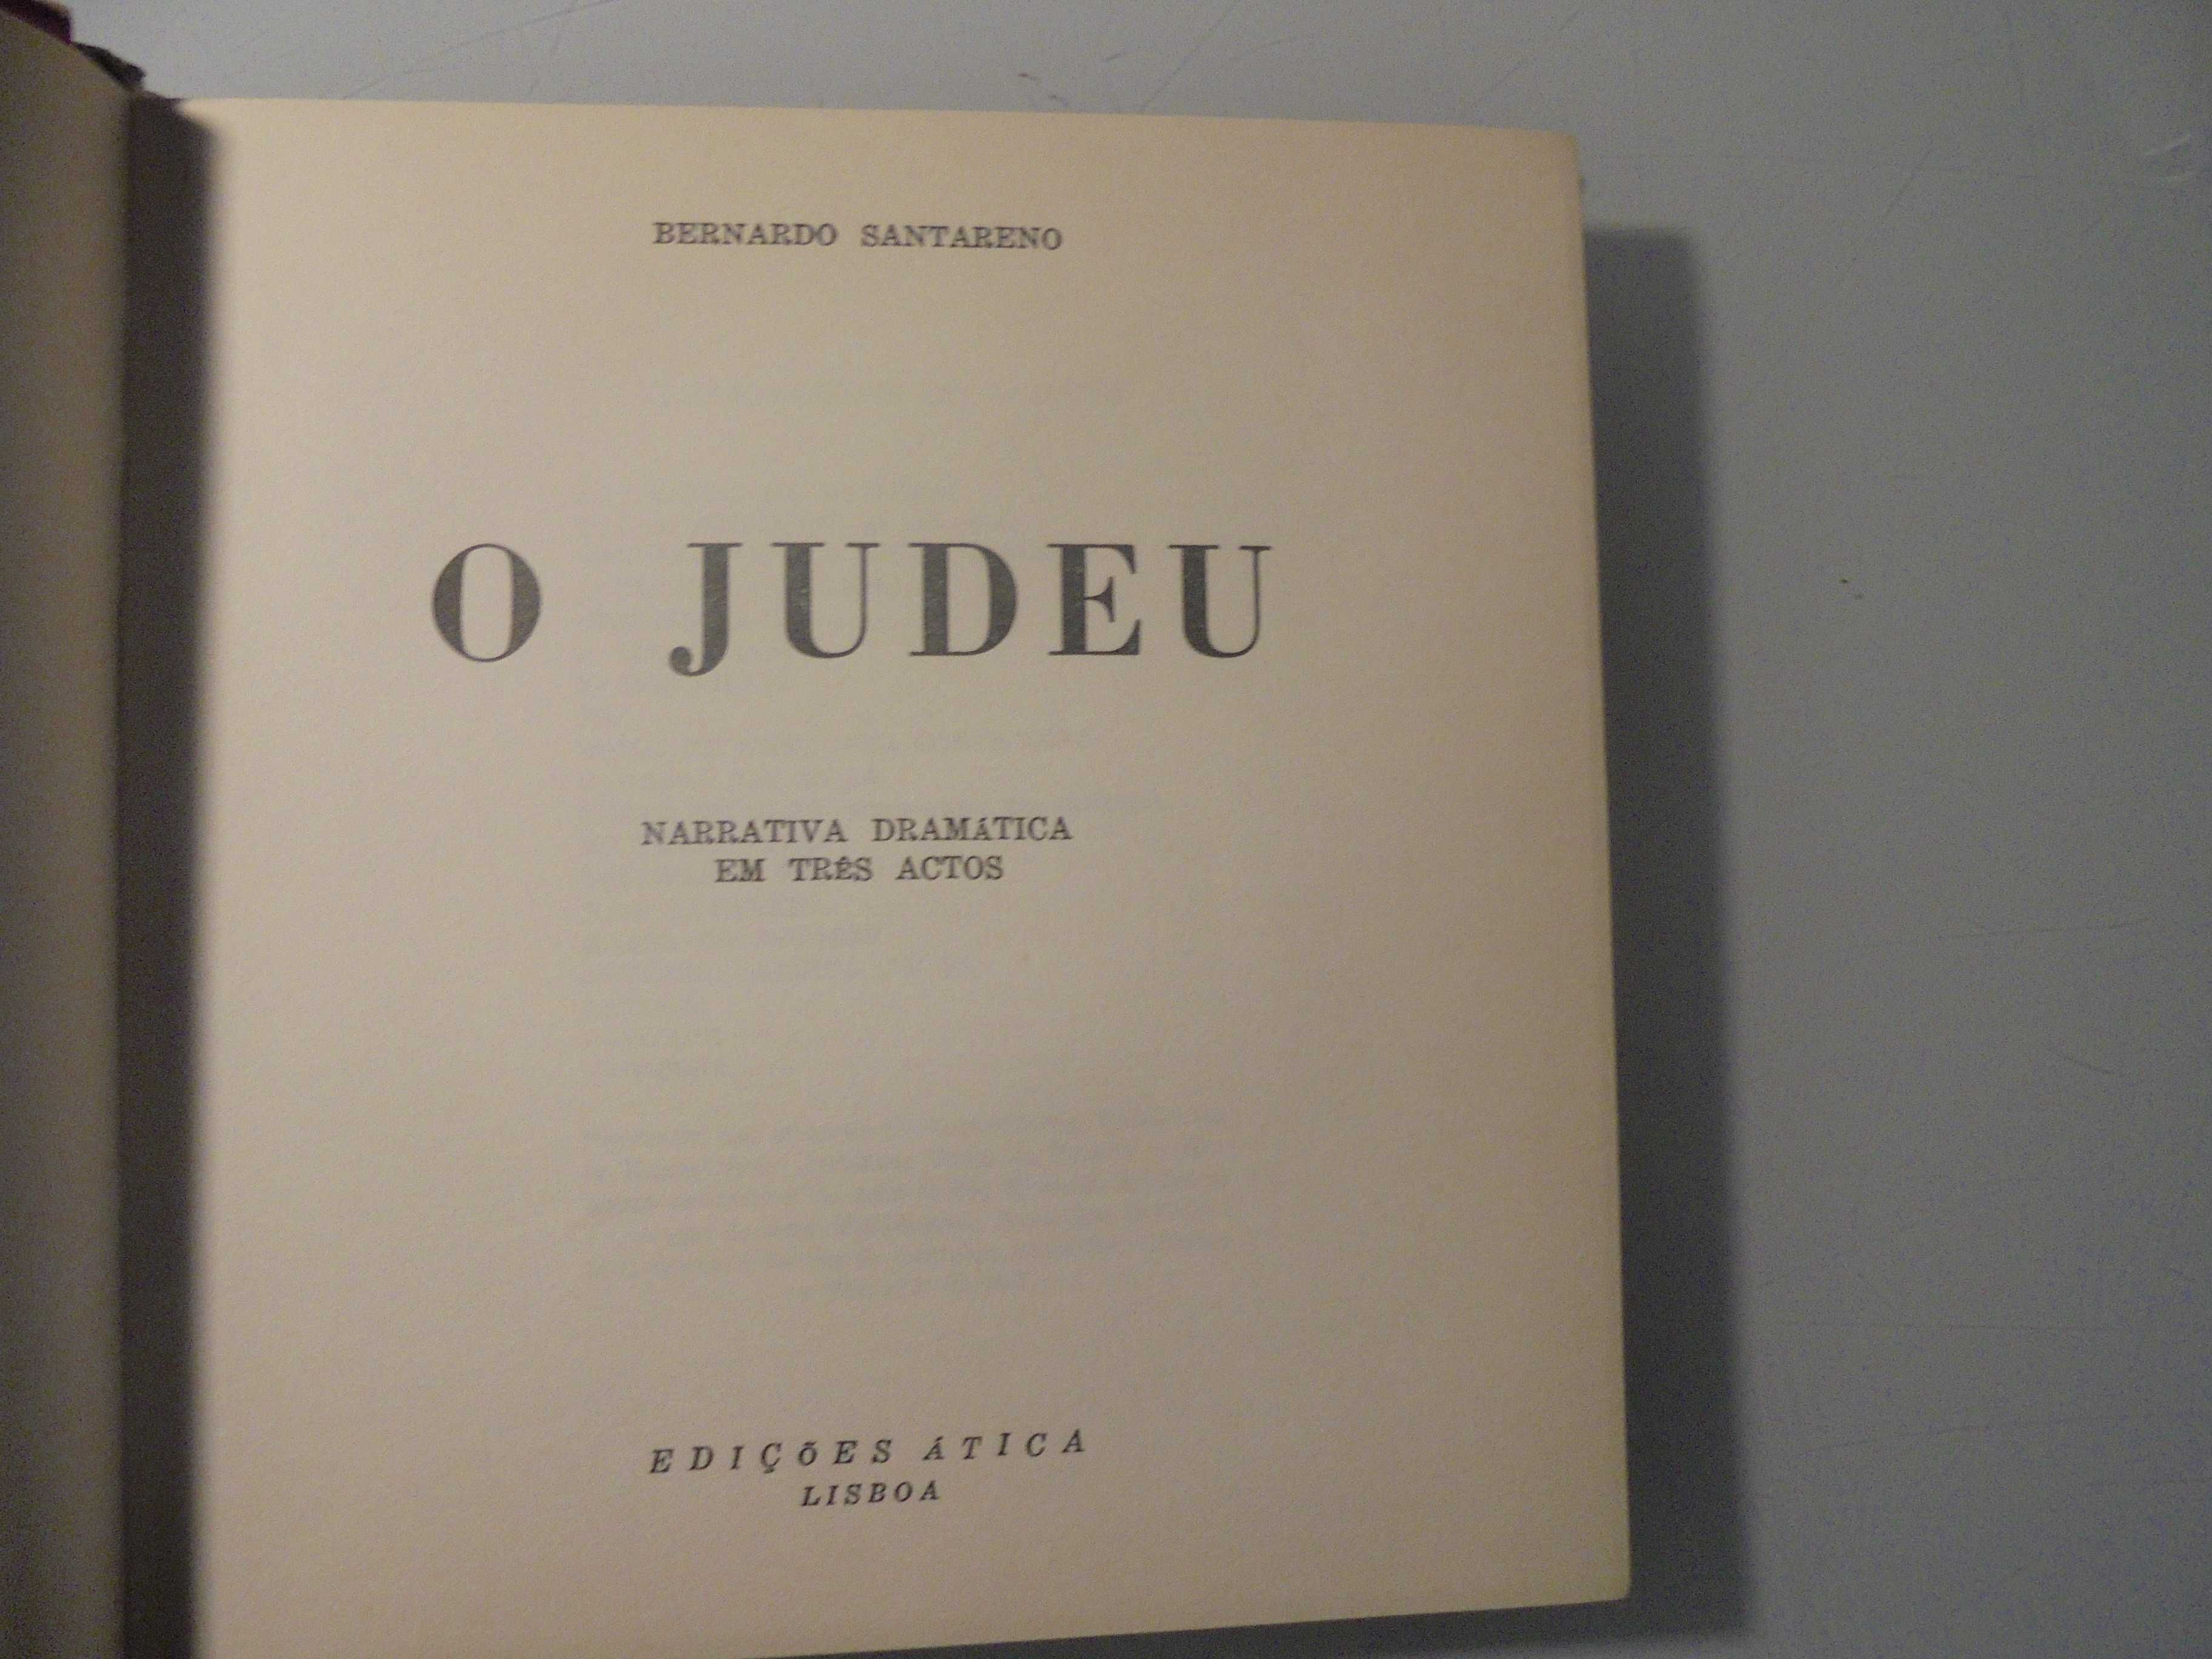 BERNARDO SANTARENO
O JUDEU
NARRATIVA DRAMÁTICA
EM TRÊS ACTOS
EDIÇÕES ÁTICA
LISBOA